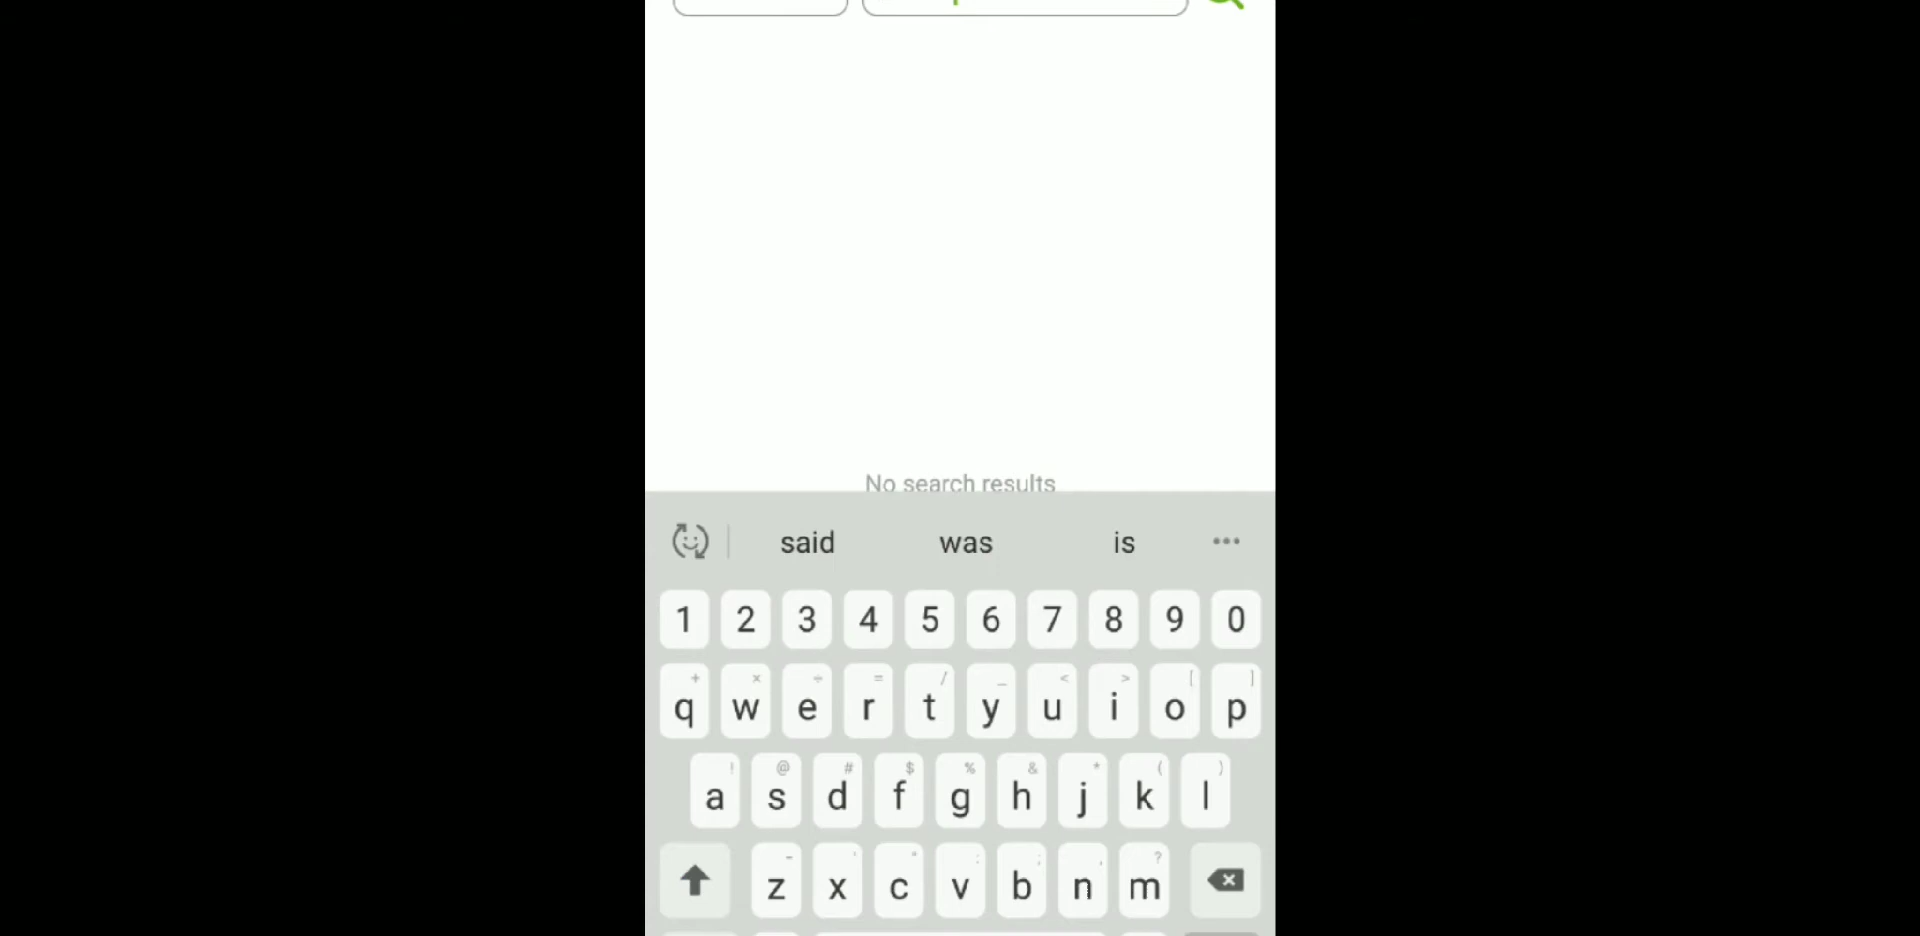 No search results
said was is
1 2 3 4 5 6 7 8 9 0
+ × ÷ = / _ < > [ ]
q w e r t y u i o p
! @ # $ % & * ( )
a s d f g h j k l
- ' " : ; , ?
z x c v b n m